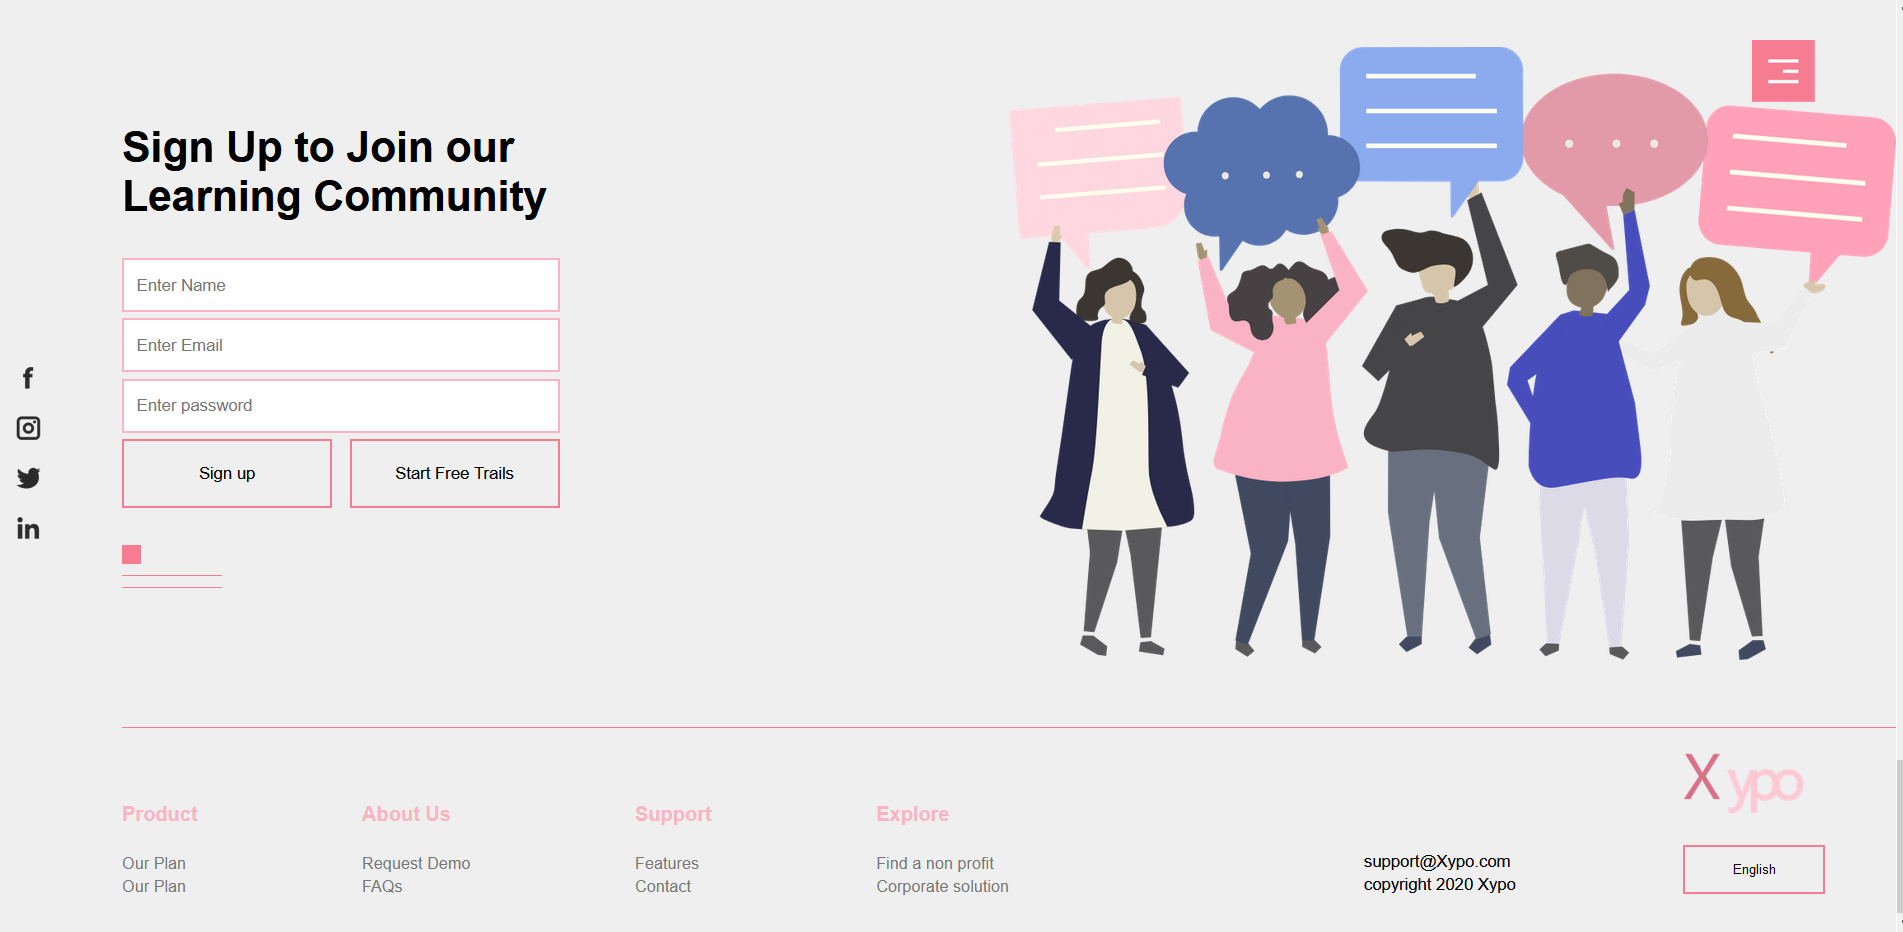 Sign Up to Join our
Learning Community
Enter Name
Enter Email
Enter password
Sign up
Start Free Trails
Xypo
Product
Our Plan
Our Plan
About Us
Request Demo
FAQs
Support
Features
Contact
Explore
Find a non profit
Corporate solution
support@Xypo.com
copyright 2020 Xypo
English